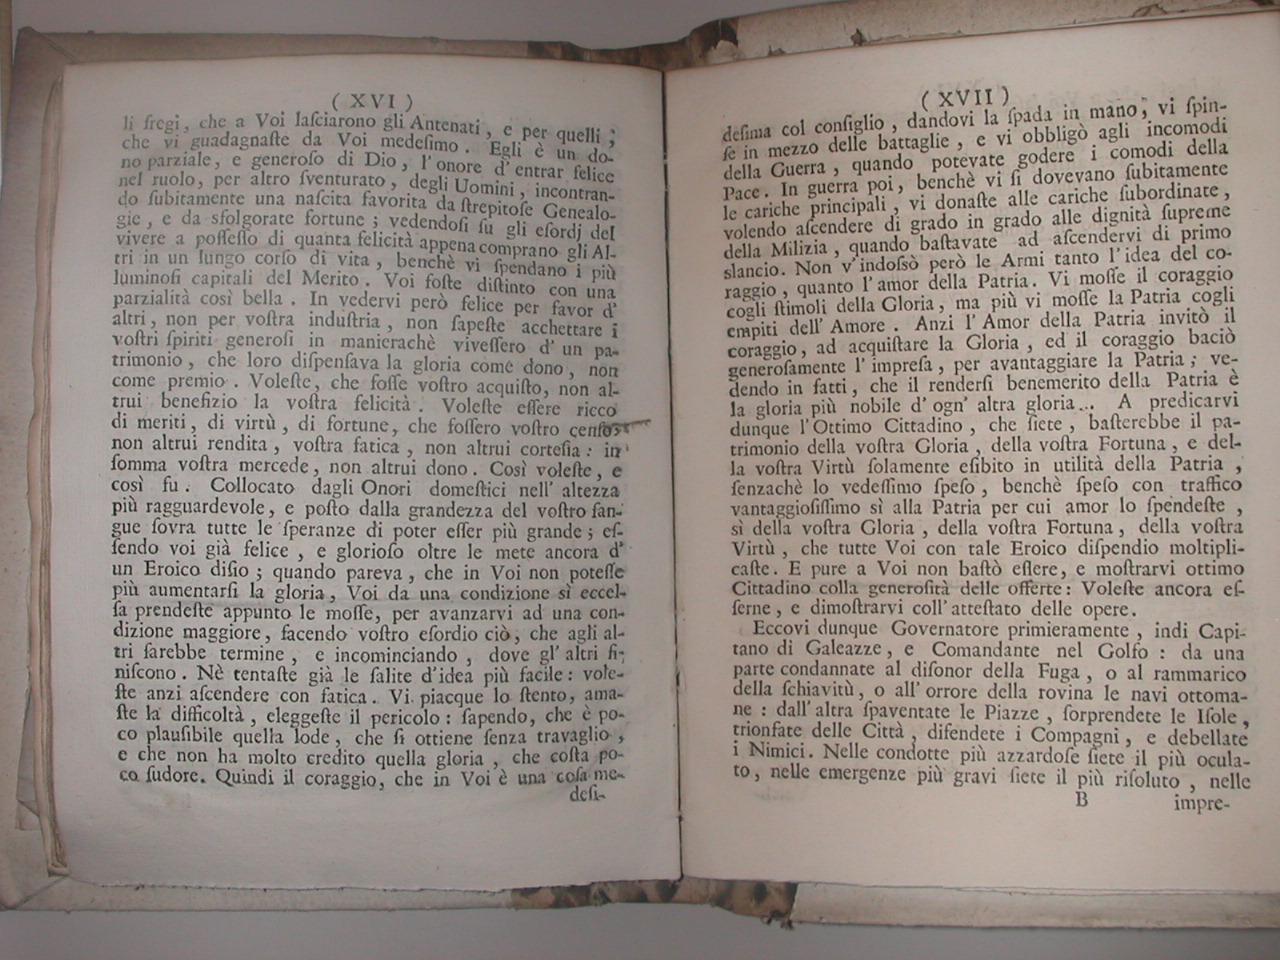 ( XVI )
li fregi, che a Voi laſciarono gli Antenati, e per quelli;
che vi guadagnaſte da Voi medeſimo. Egli è un do-
no parziale, e generoſo di Dio, l'onore d'entrar felice
nel ruolo, per altro ſventurato, degli Uomini, incontran-
do ſubitamente una naſcita favorita da ſtrepitoſe Genealo-
gie, e da sfolgorate fortune; vedendoſi ſu gli eſordj del
vivere a poſſeſſo di quanta felicità appena comprano gli Al-
tri in un lungo corſo di vita, benchè vi ſpendano i più
luminoſi capitali del Merito. Voi foſte diſtinto con una
parzialità così bella. In vedervi però felice per favor d'
altri, non per voſtra induſtria, non ſapeſte acchettare i
voſtri ſpiriti generoſi in manierachè viveſſero d'un pa-
trimonio, che loro diſpenſava la gloria come dono, non
come premio. Voleſte, che foſſe voſtro acquiſto, non al-
trui benefizio la voſtra felicità. Voleſte eſſere ricco
di meriti, di virtù, di fortune, che foſſero voſtro cenſo,
non altrui rendita, voſtra fatica, non altrui corteſia: in
ſomma voſtra mercede, non altrui dono. Così voleſte, e
così fu. Collocato dagli Onori domeſtici nell'altezza
più ragguardevole, e poſto dalla grandezza del voſtro ſan-
gue ſovra tutte le ſperanze di poter eſſer più grande; eſ-
ſendo voi già felice, e glorioſo oltre le mete ancora d'
un Eroico diſio; quando pareva, che in Voi non poteſſe
più aumentarſi la gloria, Voi da una condizione sì eccel-
ſa prendeſte appunto le moſſe, per avanzarvi ad una con-
dizione maggiore, facendo voſtro eſordio ciò, che agli al-
tri ſarebbe termine, e incominciando, dove gl'altri fi-
niſcono. Nè tentaſte già le ſalite d'idea più facile: vole-
ſte anzi aſcendere con fatica. Vi piacque lo ſtento, ama-
ſte la difficoltà, eleggeſte il pericolo: ſapendo, che è po-
co plauſibile quella lode, che ſi ottiene ſenza travaglio,
e che non ha molto credito quella gloria, che coſta po-
co ſudore. Quindi il coraggio, che in Voi è una coſa me-
deſi-
( XVII )
deſima col conſiglio, dandovi la ſpada in mano, vi ſpin-
ſe in mezzo delle battaglie, e vi obbligò agli incomodi
della Guerra, quando potevate godere i comodi della
Pace. In guerra poi, benchè vi ſi dovevano ſubitamente
le cariche principali, vi donaſte alle cariche ſubordinate,
volendo aſcendere di grado in grado alle dignità ſupreme
della Milizia, quando baſtavate ad aſcendervi di primo
slancio. Non v'indoſsò però le Armi tanto l'idea del co-
raggio, quanto l'amor della Patria. Vi moſſe il coraggio
cogli ſtimoli della Gloria, ma più vi moſſe la Patria cogli
empiti dell'Amore. Anzi l'Amor della Patria invitò il
coraggio, ad acquiſtare la Gloria, ed il coraggio baciò
generoſamente l'impreſa, per avantaggiare la Patria; ve-
dendo in fatti, che il renderſi benemerito della Patria è
la gloria più nobile d'ogn'altra gloria... A predicarvi
dunque l'Ottimo Cittadino, che ſiete, baſterebbe il pa-
trimonio della voſtra Gloria, della voſtra Fortuna, e del-
la voſtra Virtù ſolamente eſibito in utilità della Patria,
ſenzachè lo vedeſſimo ſpeſo, benchè ſpeſo con traffico
vantaggioſiſſimo sì alla Patria per cui amor lo ſpendeſte,
sì della voſtra Gloria, della voſtra Fortuna, della voſtra
Virtù, che tutte Voi con tale Eroico diſpendio moltipli-
caſte. E pure a Voi non baſtò eſſere, e moſtrarvi ottimo
Cittadino colla generoſità delle offerte: Voleſte ancora eſ-
ſerne, e dimoſtrarvi coll'atteſtato delle opere.
Eccovi dunque Governatore primieramente, indi Capi-
tano di Galeazze, e Comandante nel Golfo: da una
parte condannate al diſonor della Fuga, o al rammarico
della ſchiavitù, o all'orrore della rovina le navi ottoma-
ne: dall'altra ſpaventate le Piazze, ſorprendete le Iſole,
trionfate delle Città, difendete i Compagni, e debellate
i Nimici. Nelle condotte più azzardoſe ſiete il più ocula-
to, nelle emergenze più gravi ſiete il più riſoluto, nelle
B impre-